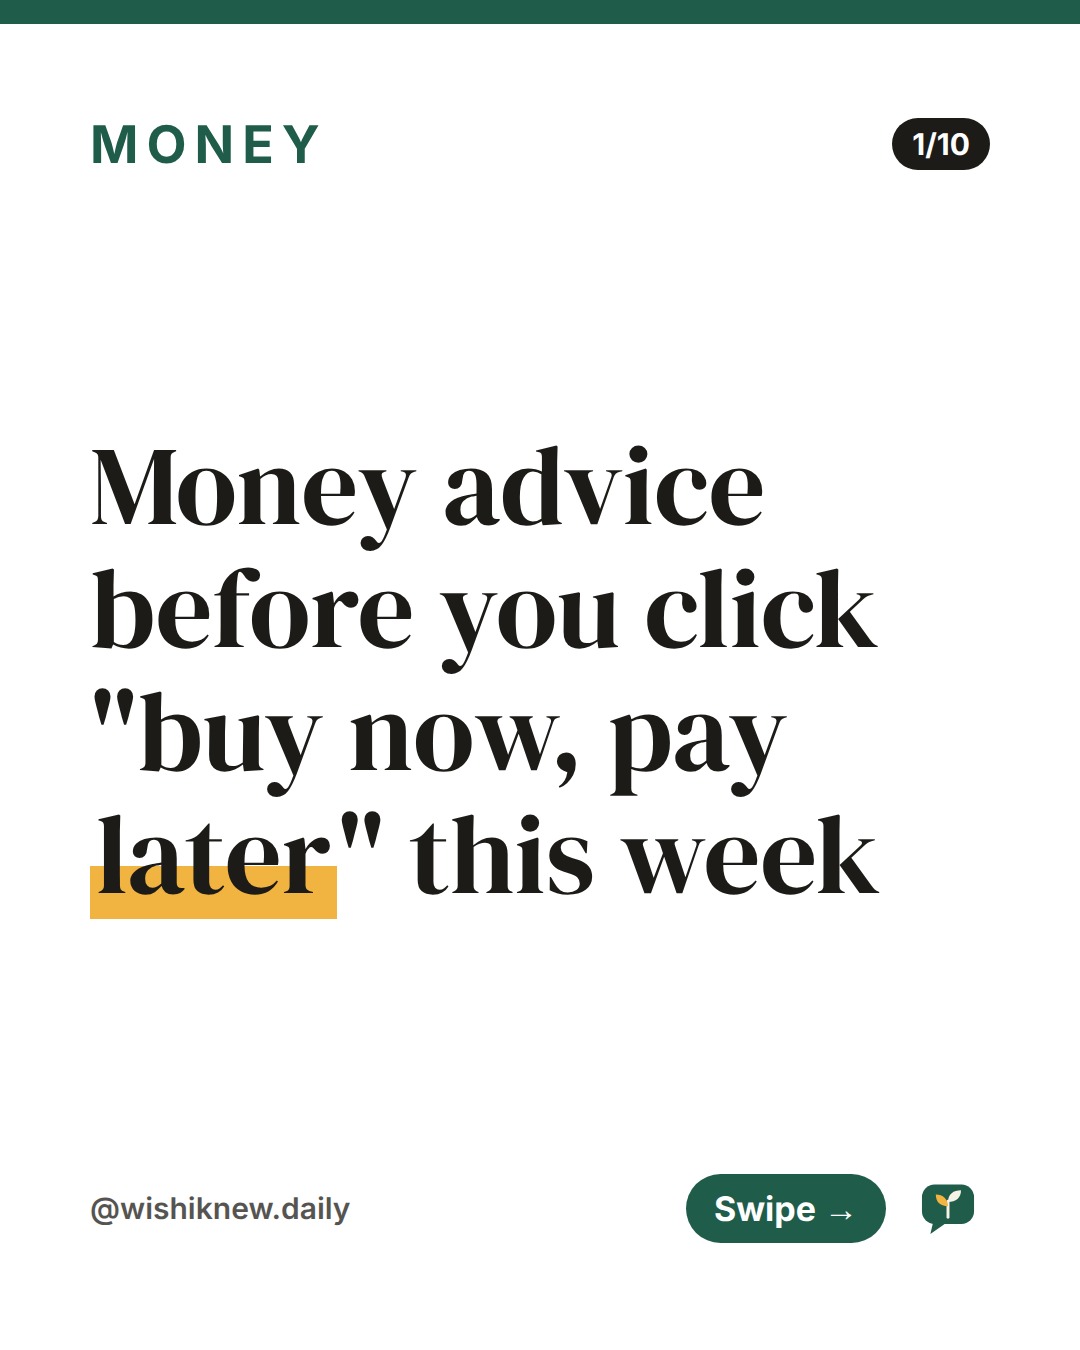 MONEY
1/10
Money advice
before you click
"buy now, pay
later" this week
@wishiknew.daily
Swipe →